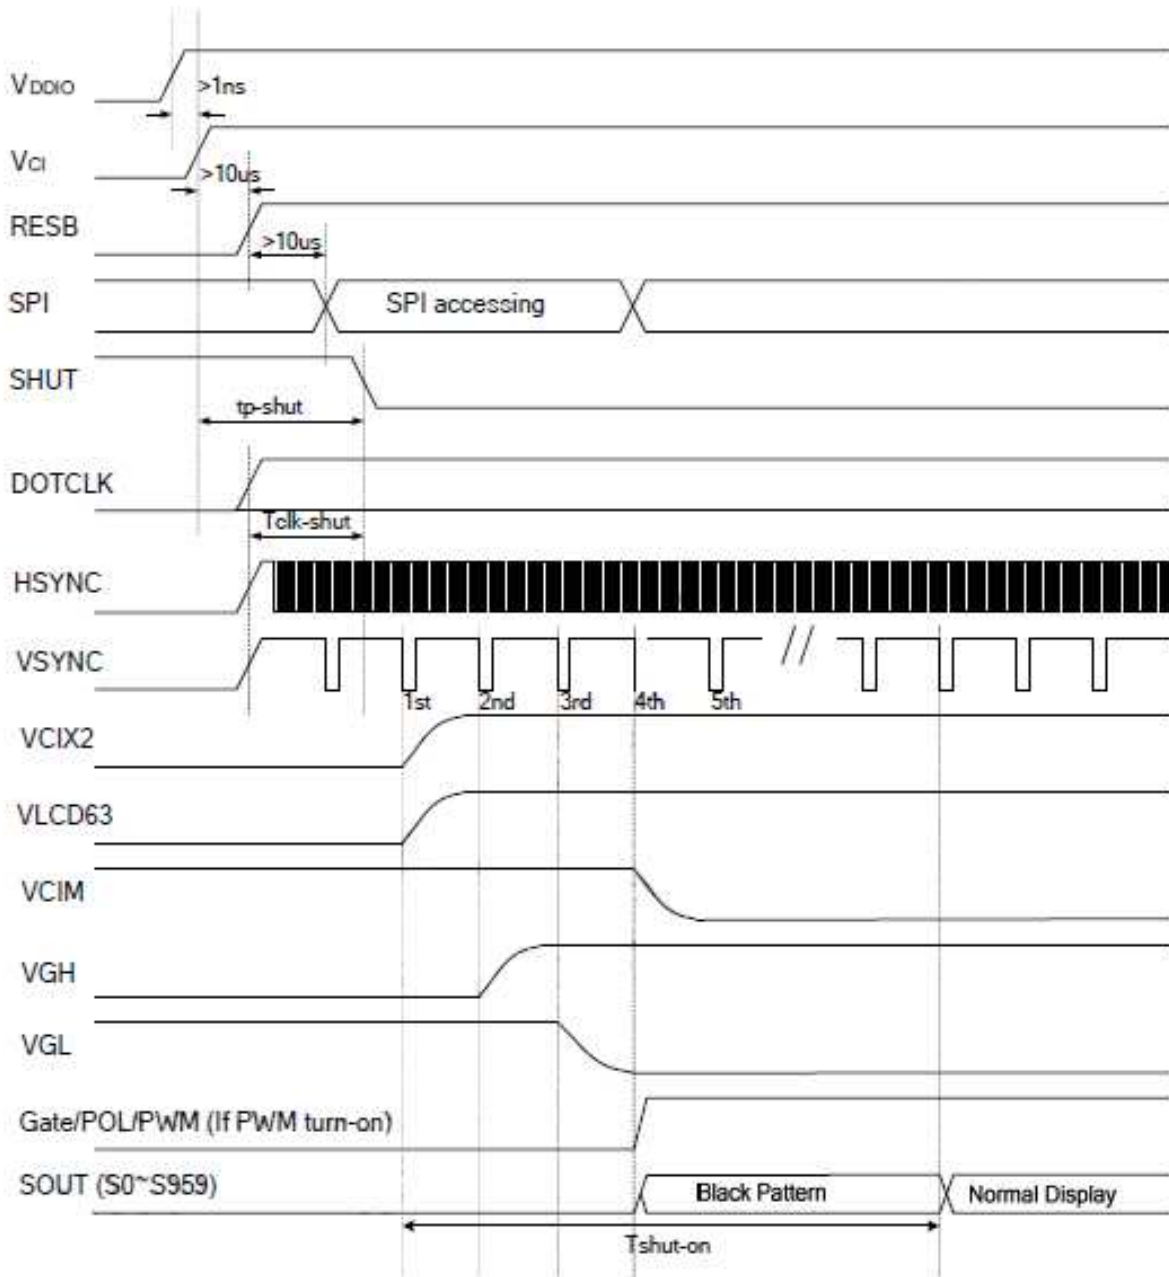 VDDIO
>1ns
VCI
>10us
RESB
>10us
SPI
SPI accessing
SHUT
tp-shut
DOTCLK
Tclk-shut
HSYNC
VSYNC
1st 2nd 3rd 4th 5th
VCIX2
VLCD63
VCIM
VGH
VGL
Gate/POL/PWM (If PWM turn-on)
SOUT (S0~S959)
Black Pattern
Normal Display
Tshut-on